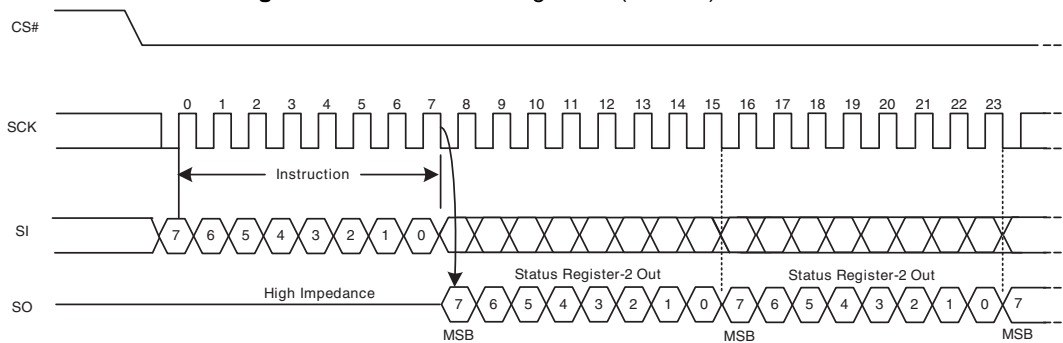 CS#
0 1 2 3 4 5 6 7 8 9 10 11 12 13 14 15 16 17 18 19 20 21 22 23
SCK
Instruction
SI
7 6 5 4 3 2 1 0
Status Register-2 Out Status Register-2 Out
High Impedance
SO
7 6 5 4 3 2 1 0 7 6 5 4 3 2 1 0 7
MSB MSB MSB